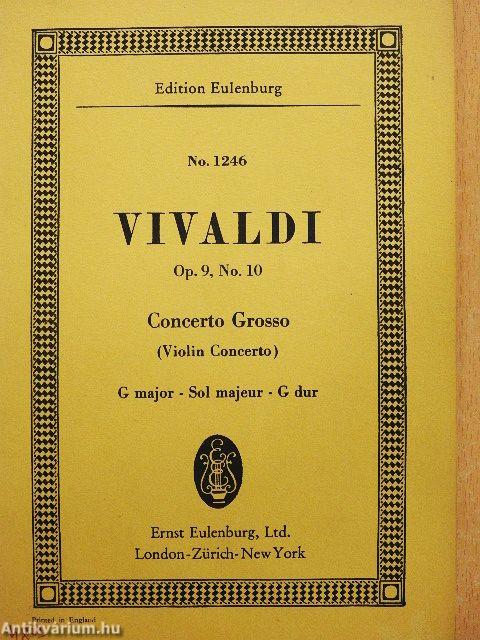 Edition Eulenburg
No. 1246
VIVALDI
Op. 9, No. 10
Concerto Grosso
(Violin Concerto)
G major - Sol majeur - G dur
Ernst Eulenburg, Ltd.
London-Zürich-New York
Printed in England
Antikvarium.hu